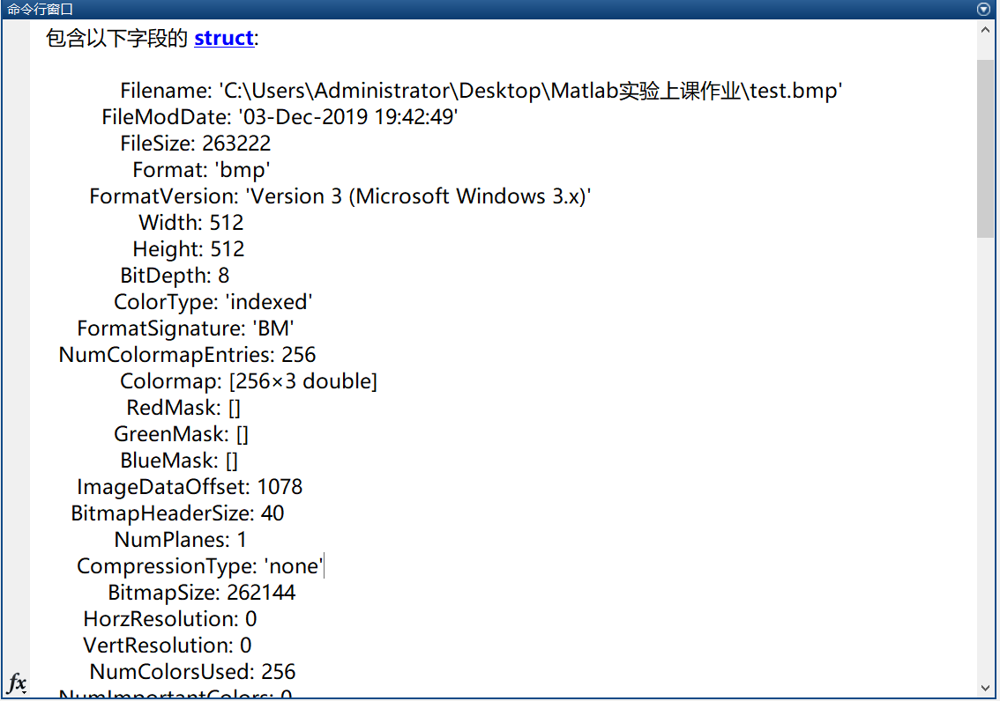 命令行窗口
包含以下字段的 struct:
Filename: 'C:\Users\Administrator\Desktop\Matlab实验上课作业\test.bmp'
FileModDate: '03-Dec-2019 19:42:49'
FileSize: 263222
Format: 'bmp'
FormatVersion: 'Version 3 (Microsoft Windows 3.x)'
Width: 512
Height: 512
BitDepth: 8
ColorType: 'indexed'
FormatSignature: 'BM'
NumColormapEntries: 256
Colormap: [256×3 double]
RedMask: []
GreenMask: []
BlueMask: []
ImageDataOffset: 1078
BitmapHeaderSize: 40
NumPlanes: 1
CompressionType: 'none'
BitmapSize: 262144
HorzResolution: 0
VertResolution: 0
NumColorsUsed: 256
NumImportantColors: 0
fx